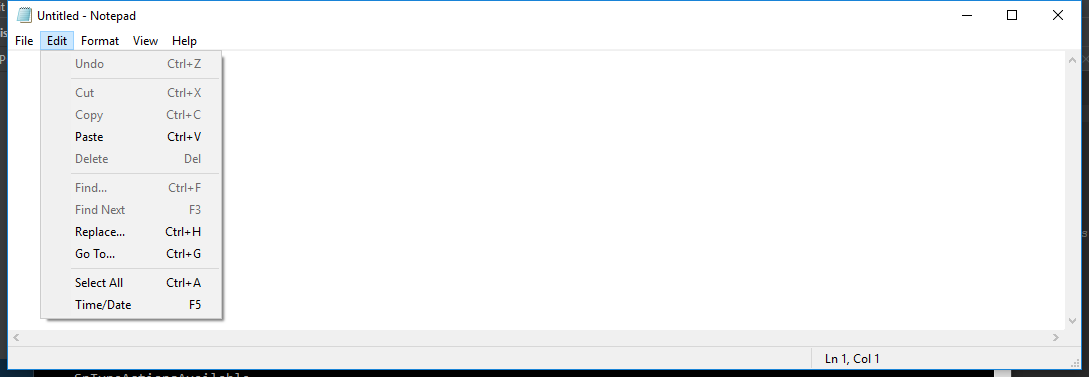 Untitled - Notepad
File Edit Format View Help
Undo Ctrl+Z
Cut Ctrl+X
Copy Ctrl+C
Paste Ctrl+V
Delete Del
Find... Ctrl+F
Find Next F3
Replace... Ctrl+H
Go To... Ctrl+G
Select All Ctrl+A
Time/Date F5
Ln 1, Col 1